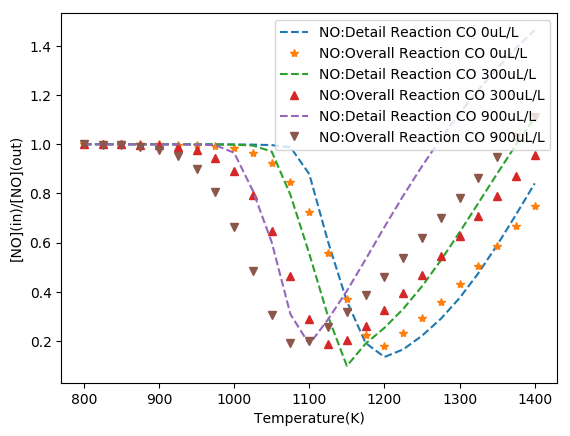 NO:Detail Reaction CO 0uL/L
NO:Overall Reaction CO 0uL/L
NO:Detail Reaction CO 300uL/L
NO:Overall Reaction CO 300uL/L
NO:Detail Reaction CO 900uL/L
NO:Overall Reaction CO 900uL/L
1.4
1.2
1.0
0.8
0.6
0.4
0.2
[NO](in)/[NO](out)
800 900 1000 1100 1200 1300 1400
Temperature(K)